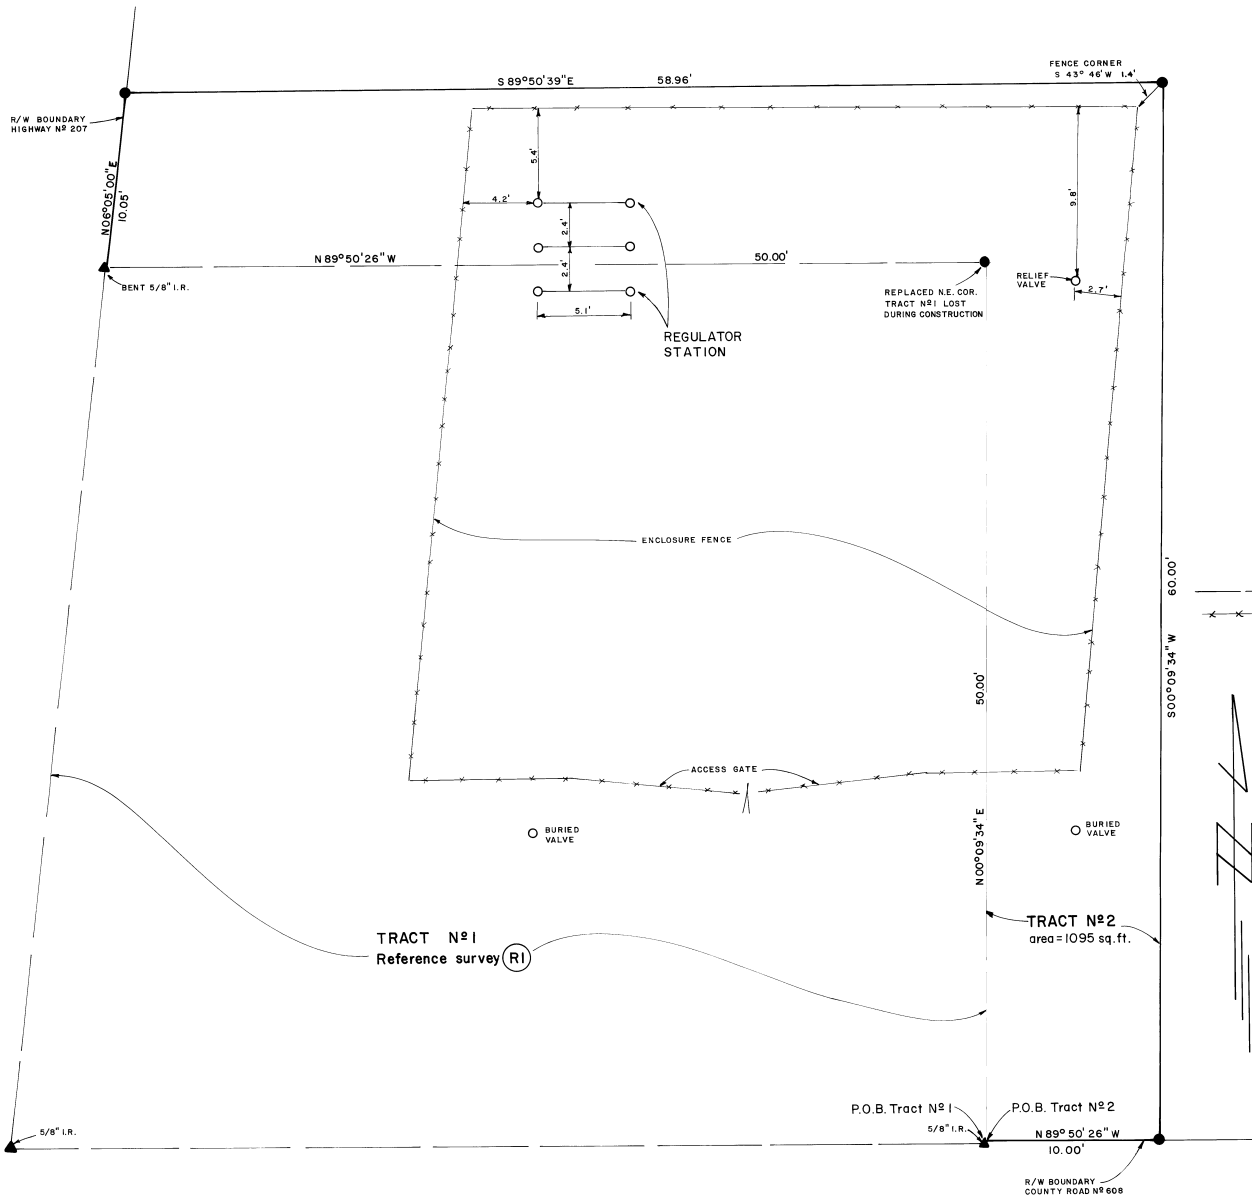 S 89°50'39"E 58.96'
FENCE CORNER
S 43° 46' W 1.4'
R/W BOUNDARY
HIGHWAY Nº 207
N06°05'00"E
10.05'
5.4'
4.2'
2.4'
2.4'
5.1'
9.8'
N 89°50'26" W 50.00'
BENT 5/8" I.R.
RELIEF
VALVE
2.7'
REPLACED N.E. COR.
TRACT Nº1 LOST
DURING CONSTRUCTION
REGULATOR
STATION
ENCLOSURE FENCE
60.00'
S00°09'34"W
50.00'
N00°09'34"E
ACCESS GATE
BURIED
VALVE
BURIED
VALVE
TRACT Nº2
area=1095 sq.ft.
TRACT Nº1
Reference survey R1
P.O.B. Tract Nº1
P.O.B. Tract Nº2
5/8" I.R.
5/8" I.R.
N 89° 50' 26" W
10.00'
R/W BOUNDARY
COUNTY ROAD Nº 608